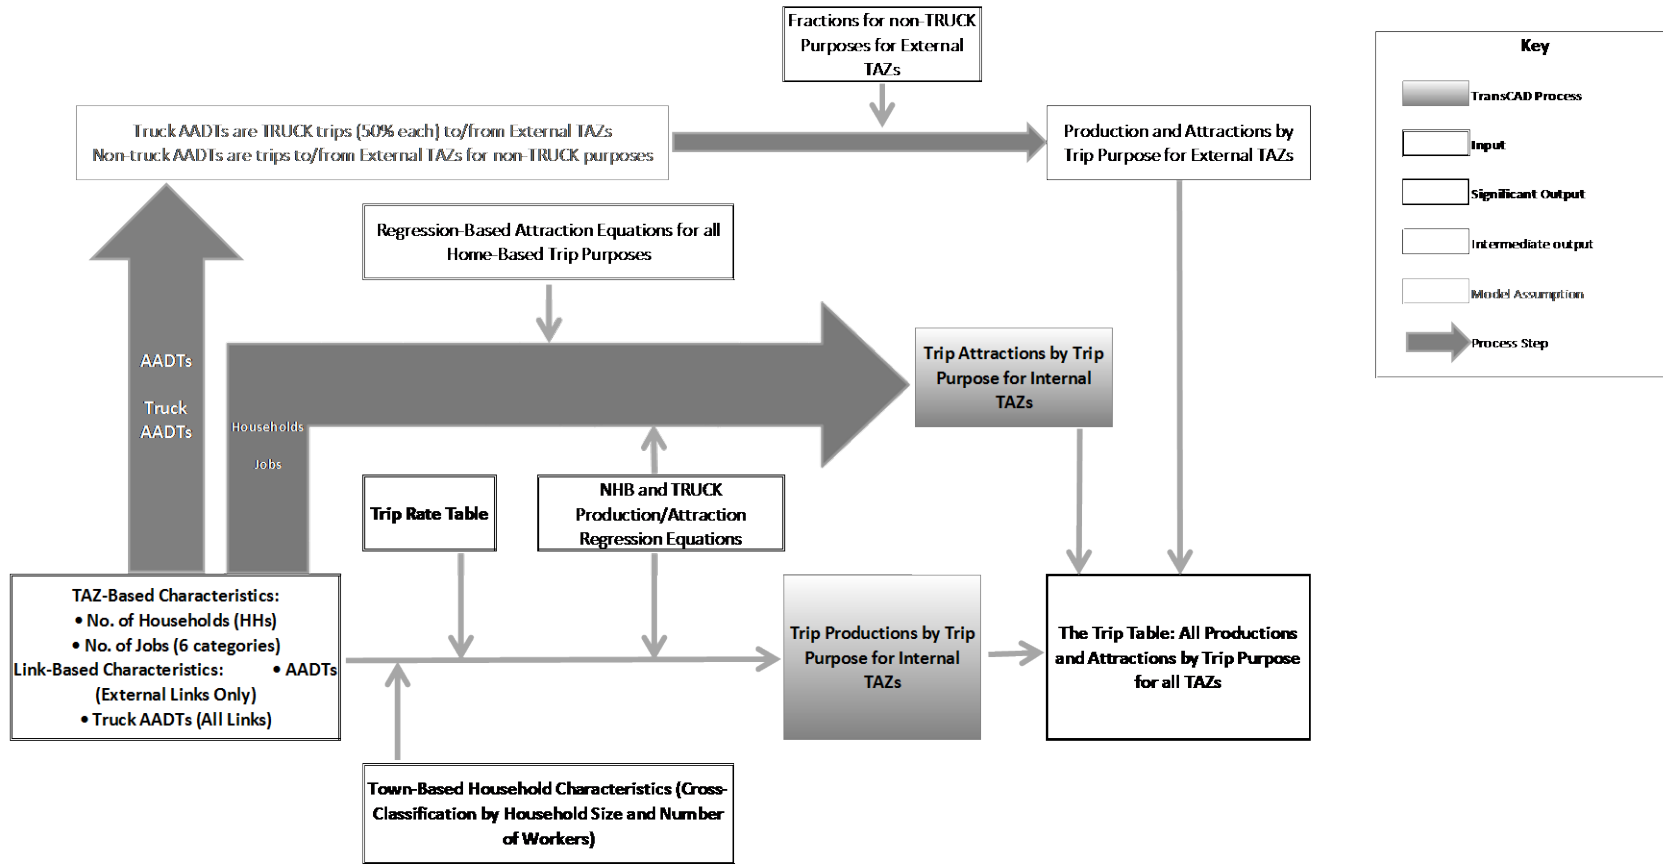 Fractions for non-TRUCK
Purposes for External
TAZs
Key
TransCAD Process
Input
Significant Output
Intermediate output
Model Assumption
Process Step
Truck AADTs are TRUCK trips (50% each) to/from External TAZs
Non-truck AADTs are trips to/from External TAZs for non-TRUCK purposes
Production and Attractions by
Trip Purpose for External TAZs
Regression-Based Attraction Equations for all
Home-Based Trip Purposes
AADTs
Truck
AADTs
Households
Jobs
Trip Attractions by Trip
Purpose for Internal
TAZs
Trip Rate Table
NHB and TRUCK
Production/Attraction
Regression Equations
TAZ-Based Characteristics:
• No. of Households (HHs)
• No. of Jobs (6 categories)
Link-Based Characteristics: • AADTs
(External Links Only)
• Truck AADTs (All Links)
Trip Productions by Trip
Purpose for Internal
TAZs
The Trip Table: All Productions
and Attractions by Trip Purpose
for all TAZs
Town-Based Household Characteristics (Cross-
Classification by Household Size and Number
of Workers)